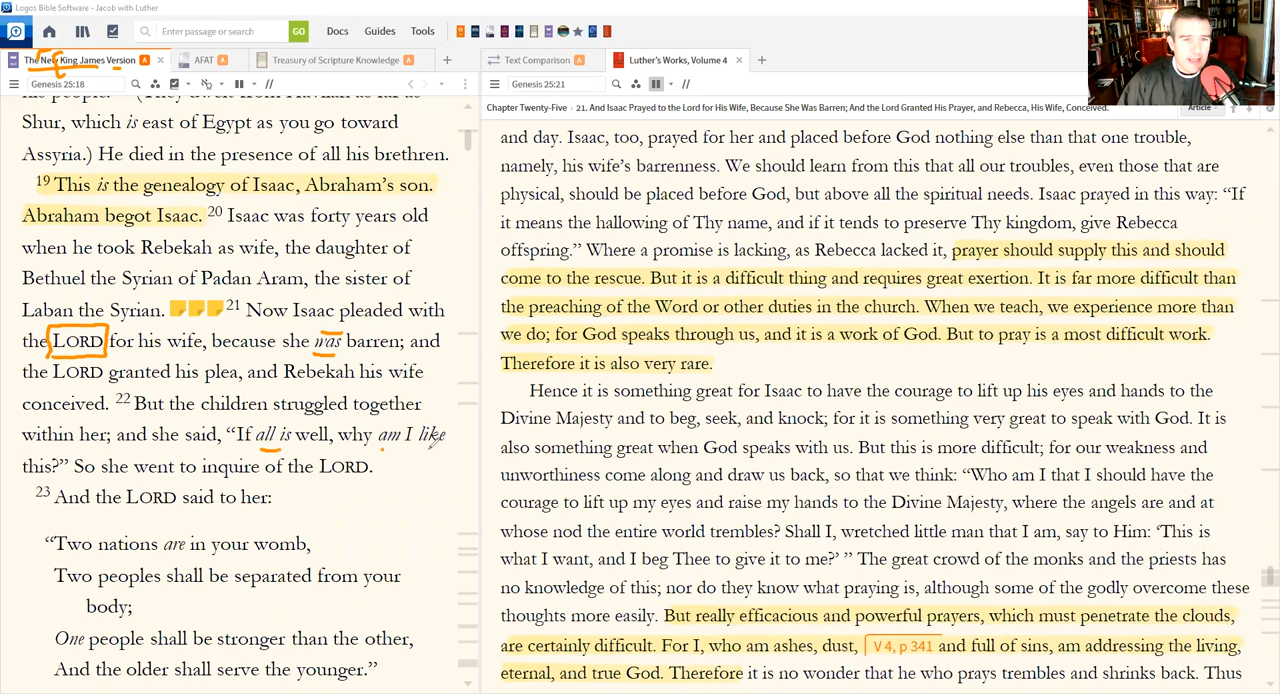 Logos Bible Software - Jacob with Luther
Enter passage or search
GO
Docs
Guides
Tools
The New King James Version A
AFAT A
Treasury of Scripture Knowledge A
Text Comparison A
Luther's Works, Volume 4
Genesis 25:18
Genesis 25:21
Chapter Twenty-Five › 21. And Isaac Prayed to the Lord for His Wife, Because She Was Barren; And the Lord Granted His Prayer, and Rebecca, His Wife, Conceived.
Article
Shur, which is east of Egypt as you go toward
Assyria.) He died in the presence of all his brethren.
19 This is the genealogy of Isaac, Abraham's son.
Abraham begot Isaac. 20 Isaac was forty years old
when he took Rebekah as wife, the daughter of
Bethuel the Syrian of Padan Aram, the sister of
Laban the Syrian. 21 Now Isaac pleaded with
the LORD for his wife, because she was barren; and
the LORD granted his plea, and Rebekah his wife
conceived. 22 But the children struggled together
within her; and she said, “If all is well, why am I like
this?” So she went to inquire of the LORD.
23 And the LORD said to her:
“Two nations are in your womb,
Two peoples shall be separated from your
body;
One people shall be stronger than the other,
And the older shall serve the younger.”
and day. Isaac, too, prayed for her and placed before God nothing else than that one trouble,
namely, his wife's barrenness. We should learn from this that all our troubles, even those that are
physical, should be placed before God, but above all the spiritual needs. Isaac prayed in this way: “If
it means the hallowing of Thy name, and if it tends to preserve Thy kingdom, give Rebecca
offspring.” Where a promise is lacking, as Rebecca lacked it, prayer should supply this and should
come to the rescue. But it is a difficult thing and requires great exertion. It is far more difficult than
the preaching of the Word or other duties in the church. When we teach, we experience more than
we do; for God speaks through us, and it is a work of God. But to pray is a most difficult work.
Therefore it is also very rare.
Hence it is something great for Isaac to have the courage to lift up his eyes and hands to the
Divine Majesty and to beg, seek, and knock; for it is something very great to speak with God. It is
also something great when God speaks with us. But this is more difficult; for our weakness and
unworthiness come along and draw us back, so that we think: “Who am I that I should have the
courage to lift up my eyes and raise my hands to the Divine Majesty, where the angels are and at
whose nod the entire world trembles? Shall I, wretched little man that I am, say to Him: ‘This is
what I want, and I beg Thee to give it to me?’ ” The great crowd of the monks and the priests has
no knowledge of this; nor do they know what praying is, although some of the godly overcome these
thoughts more easily. But really efficacious and powerful prayers, which must penetrate the clouds,
are certainly difficult. For I, who am ashes, dust, V 4, p 341 and full of sins, am addressing the living,
eternal, and true God. Therefore it is no wonder that he who prays trembles and shrinks back. Thus